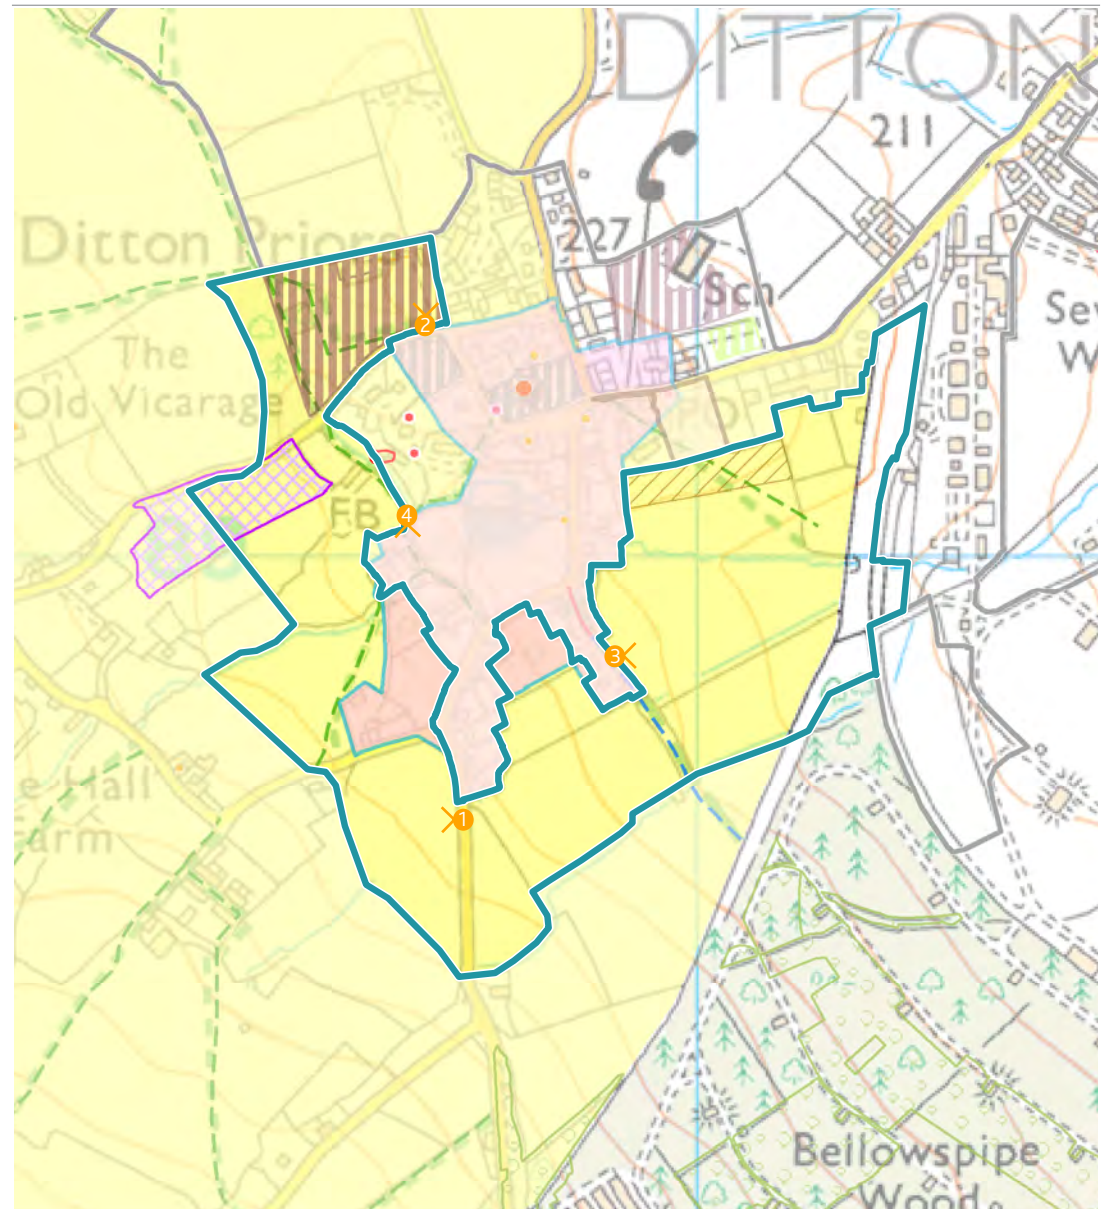 DITTON
211
Ditton Priors
227
Sch
Sev
W
2
The
Old Vicarage
PO
FB
4
3
e Hall
arm
1
Bellowspipe
Wood